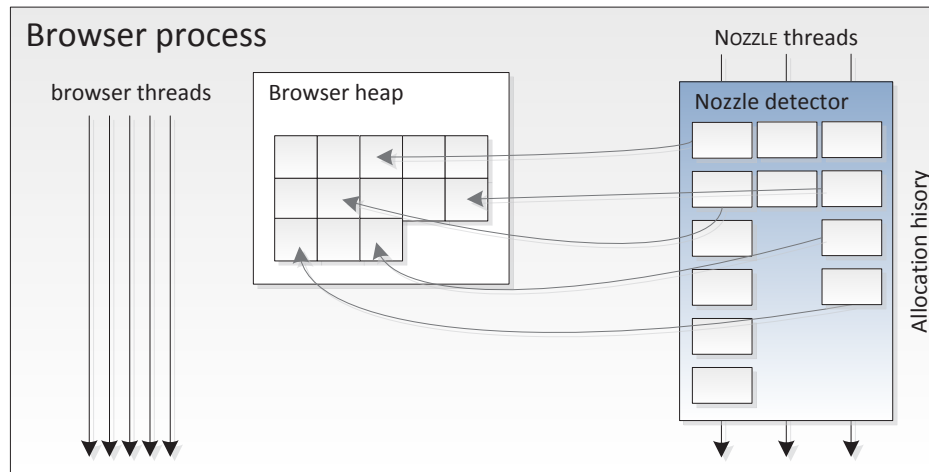 Browser process
NOZZLE threads
browser threads
Browser heap
Nozzle detector
Allocation hisory